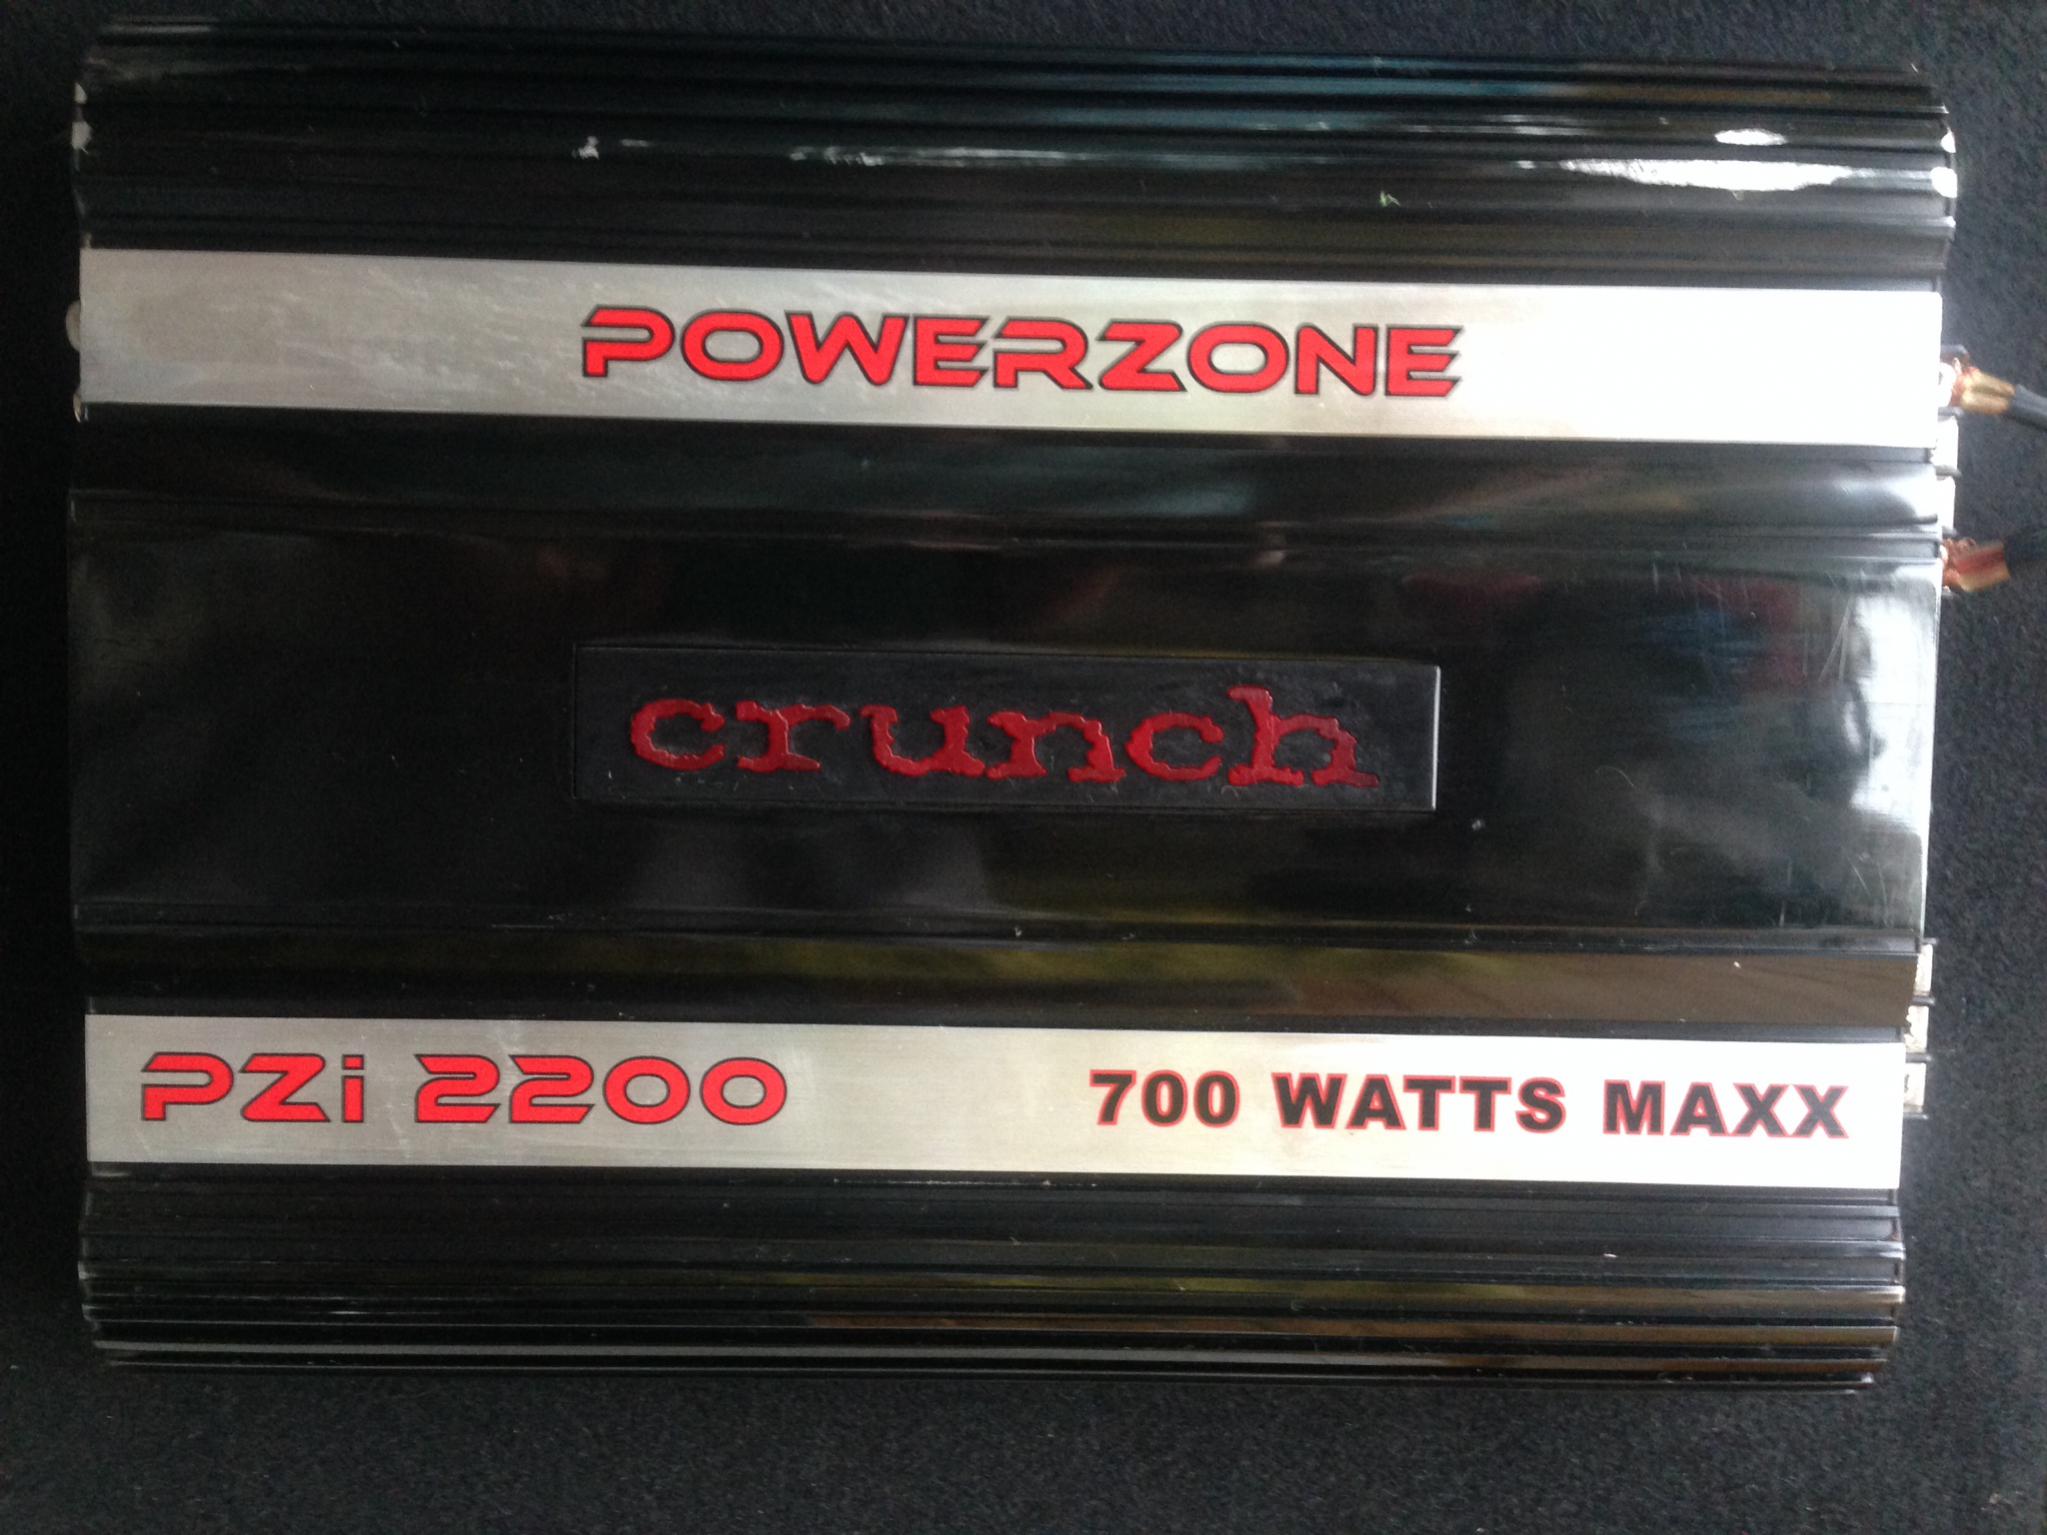 POWERZONE
crunch
PZi 2200 700 WATTS MAXX